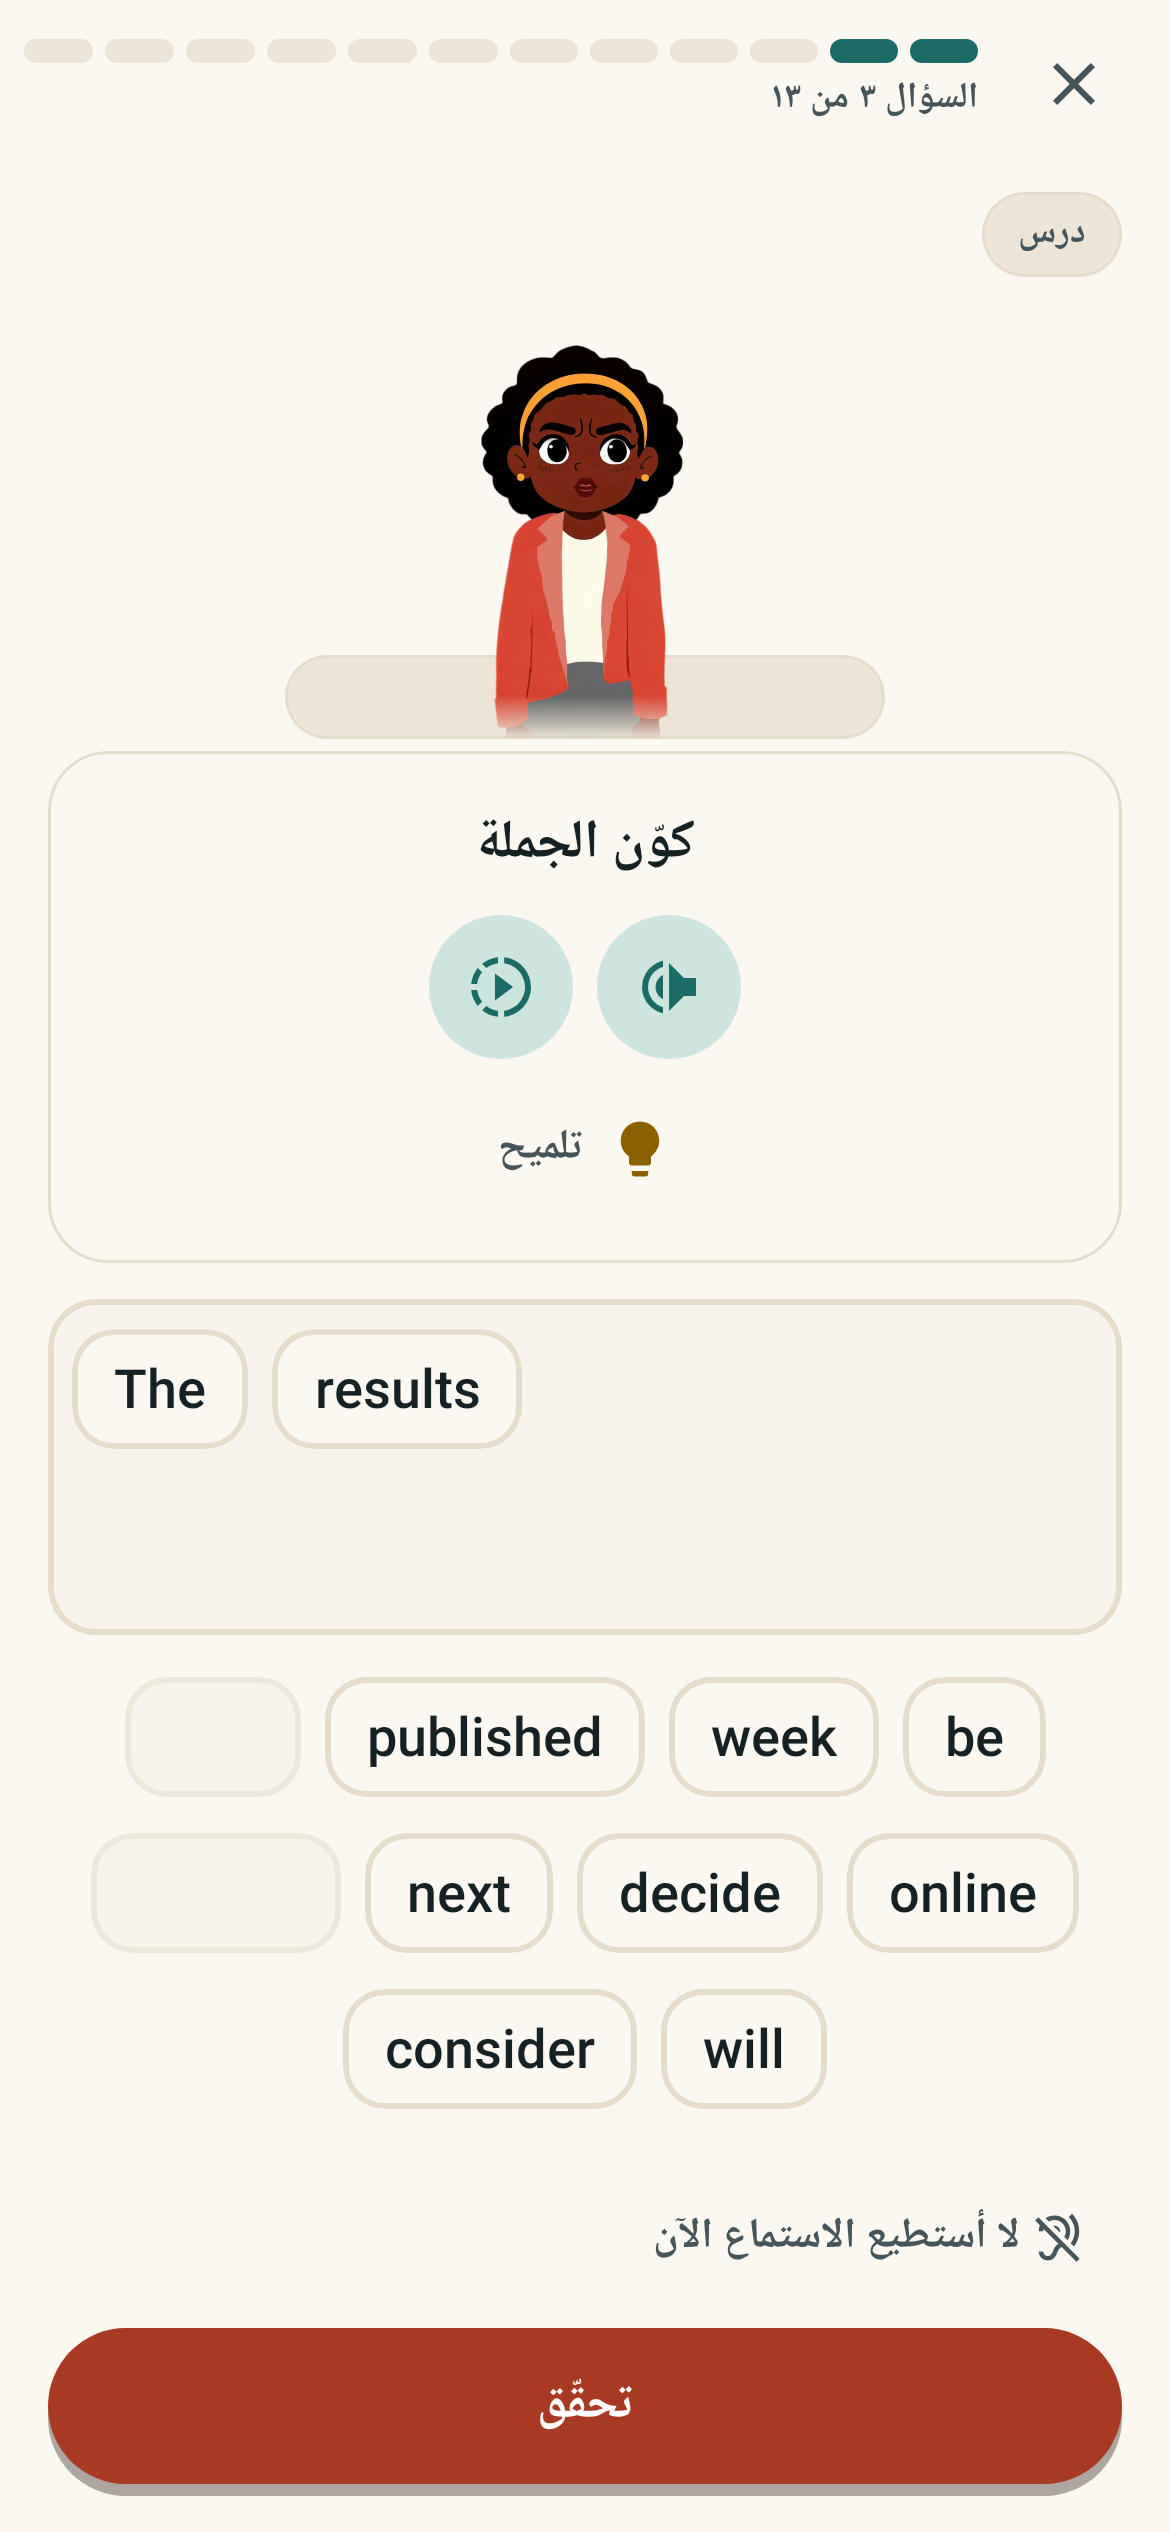 السؤال ٣ من ١٣
درس
كوّن الجملة
تلميح
The results
published week be
next decide online
consider will
لا أستطيع الاستماع الآن
تحقّق